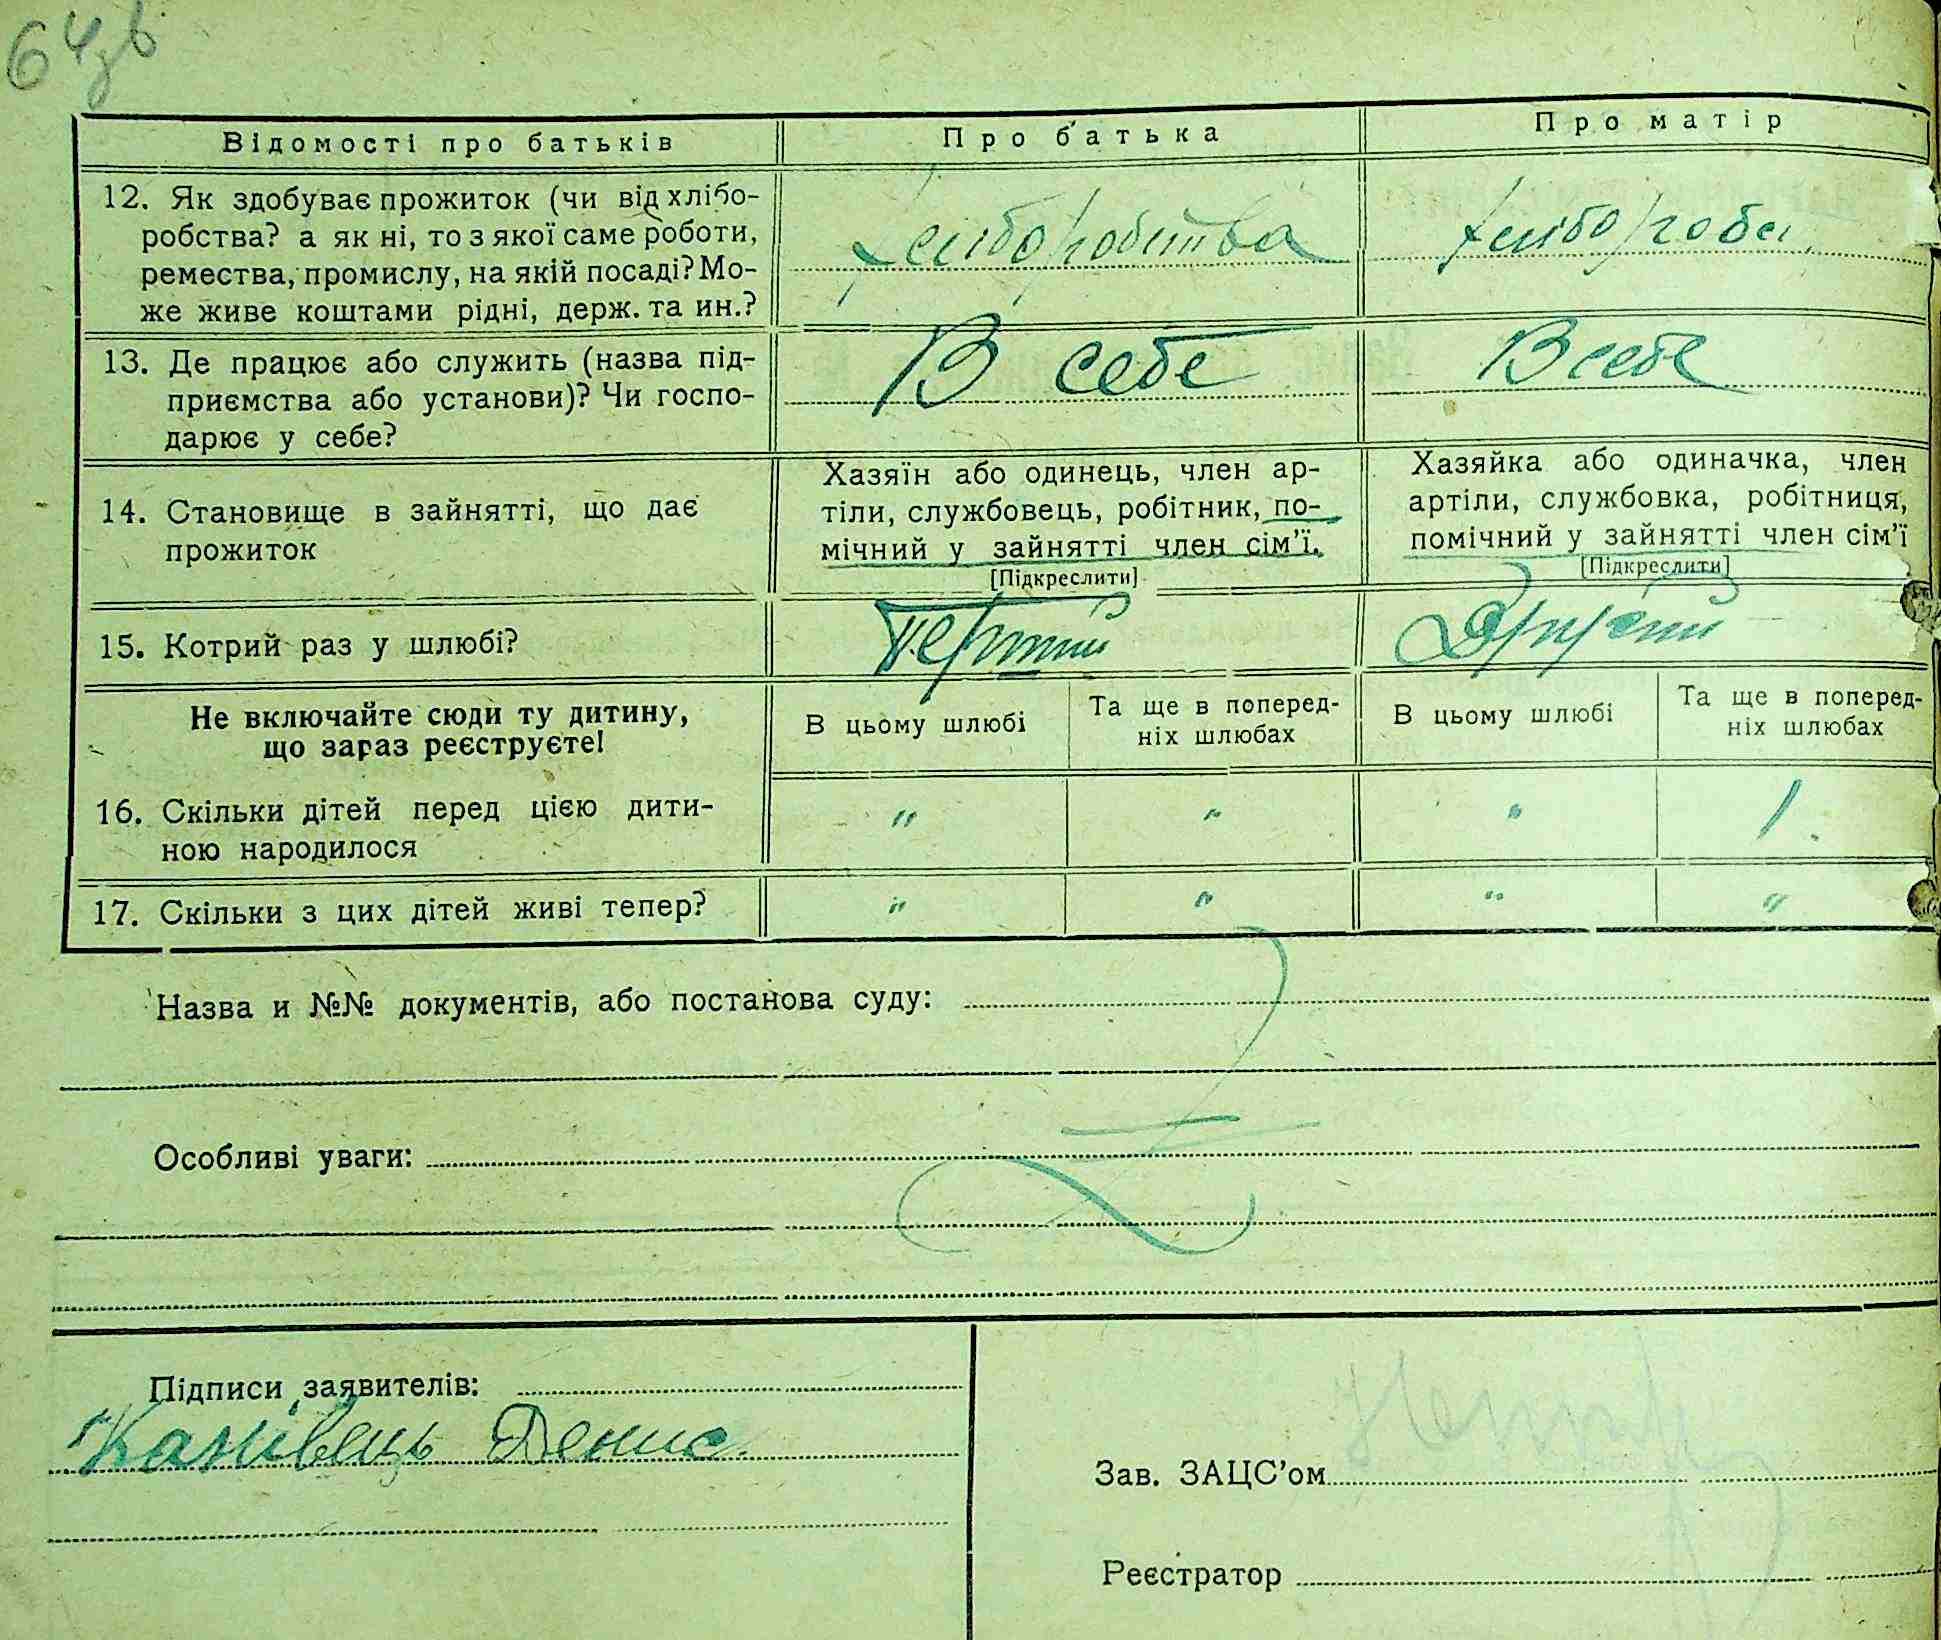 64зв
Відомості про батьків
Про батька
Про матір
12. Як здобуває прожиток (чи від хлібо-
робства? а як ні, то з якої саме роботи,
ремества, промислу, на якій посаді? Мо-
же живе коштами рідні, держ. та ин.?
хліборобства
хлібороб
13. Де працює або служить (назва під-
приємства або установи)? Чи госпо-
дарює у себе?
В себе
В себе
14. Становище в зайнятті, що дає
прожиток
Хазяїн або одинець, член ар-
тіли, службовець, робітник, по-
мічний у зайнятті член сім'ї.
[Підкреслити]
Хазяйка або одиначка, член
артіли, службовка, робітниця,
помічний у зайнятті член сім'ї
[Підкреслити]
15. Котрий раз у шлюбі?
Перший
Другий
Не включайте сюди ту дитину,
що зараз реєструєте!
В цьому шлюбі
Та ще в поперед-
ніх шлюбах
В цьому шлюбі
Та ще в поперед-
ніх шлюбах
16. Скільки дітей перед цією дити-
ною народилося
" " " 1.
17. Скільки з цих дітей живі тепер?
" " " "
Назва и №№ документів, або постанова суду:
Особливі уваги:
Підписи заявителів:
Канівець Денис.
Зав. ЗАЦС'ом
Реєстратор